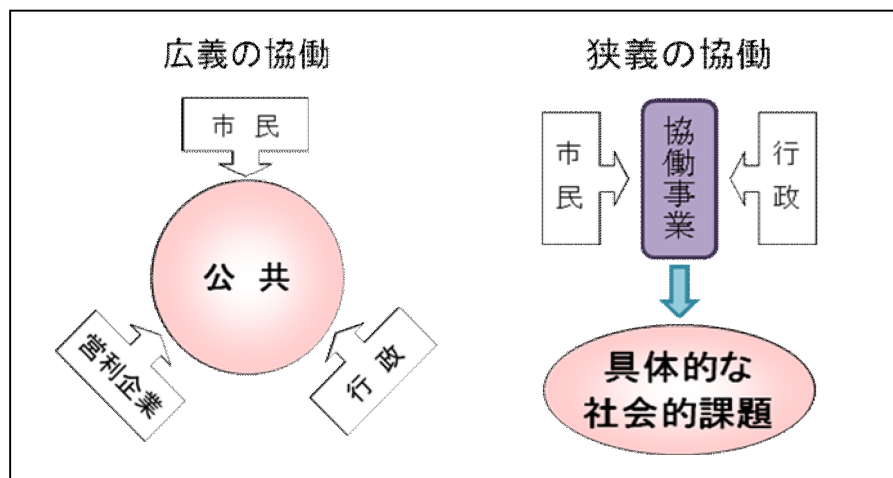 広義の協働
市民
公共
営利企業
行政
狭義の協働
市民
協働事業
行政
具体的な
社会的課題